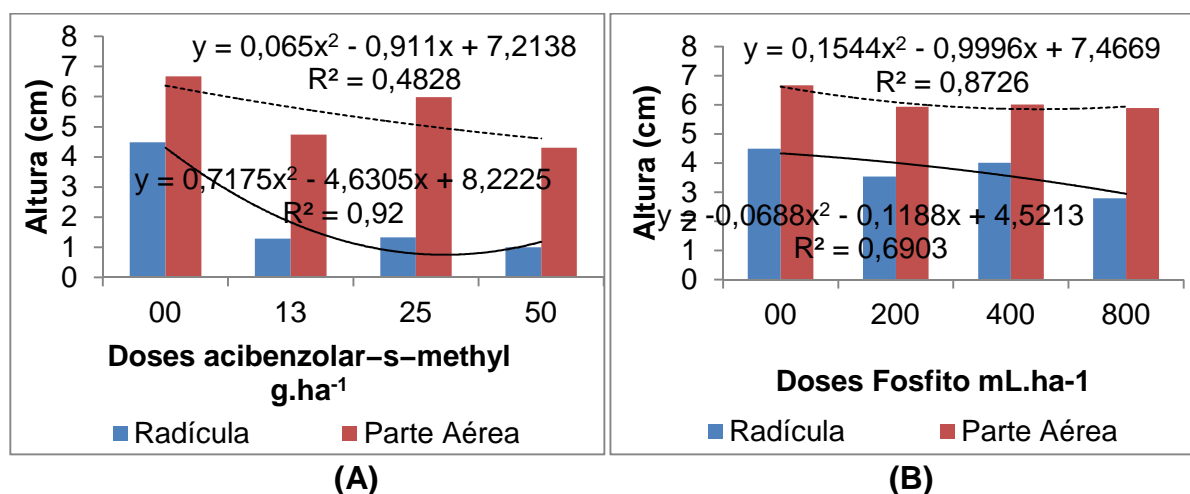 8
7
6
5
4
3
2
1
0
Altura (cm)
y = 0,065x² - 0,911x + 7,2138
R² = 0,4828
y = 0,7175x² - 4,6305x + 8,2225
R² = 0,92
00 13 25 50
Doses acibenzolar–s–methyl
g.ha⁻¹
Radícula Parte Aérea
(A)
8
7
6
5
4
3
2
1
0
Altura (cm)
y = 0,1544x² - 0,9996x + 7,4669
R² = 0,8726
y = -0,0688x² - 0,1188x + 4,5213
R² = 0,6903
00 200 400 800
Doses Fosfito mL.ha-1
Radícula Parte Aérea
(B)